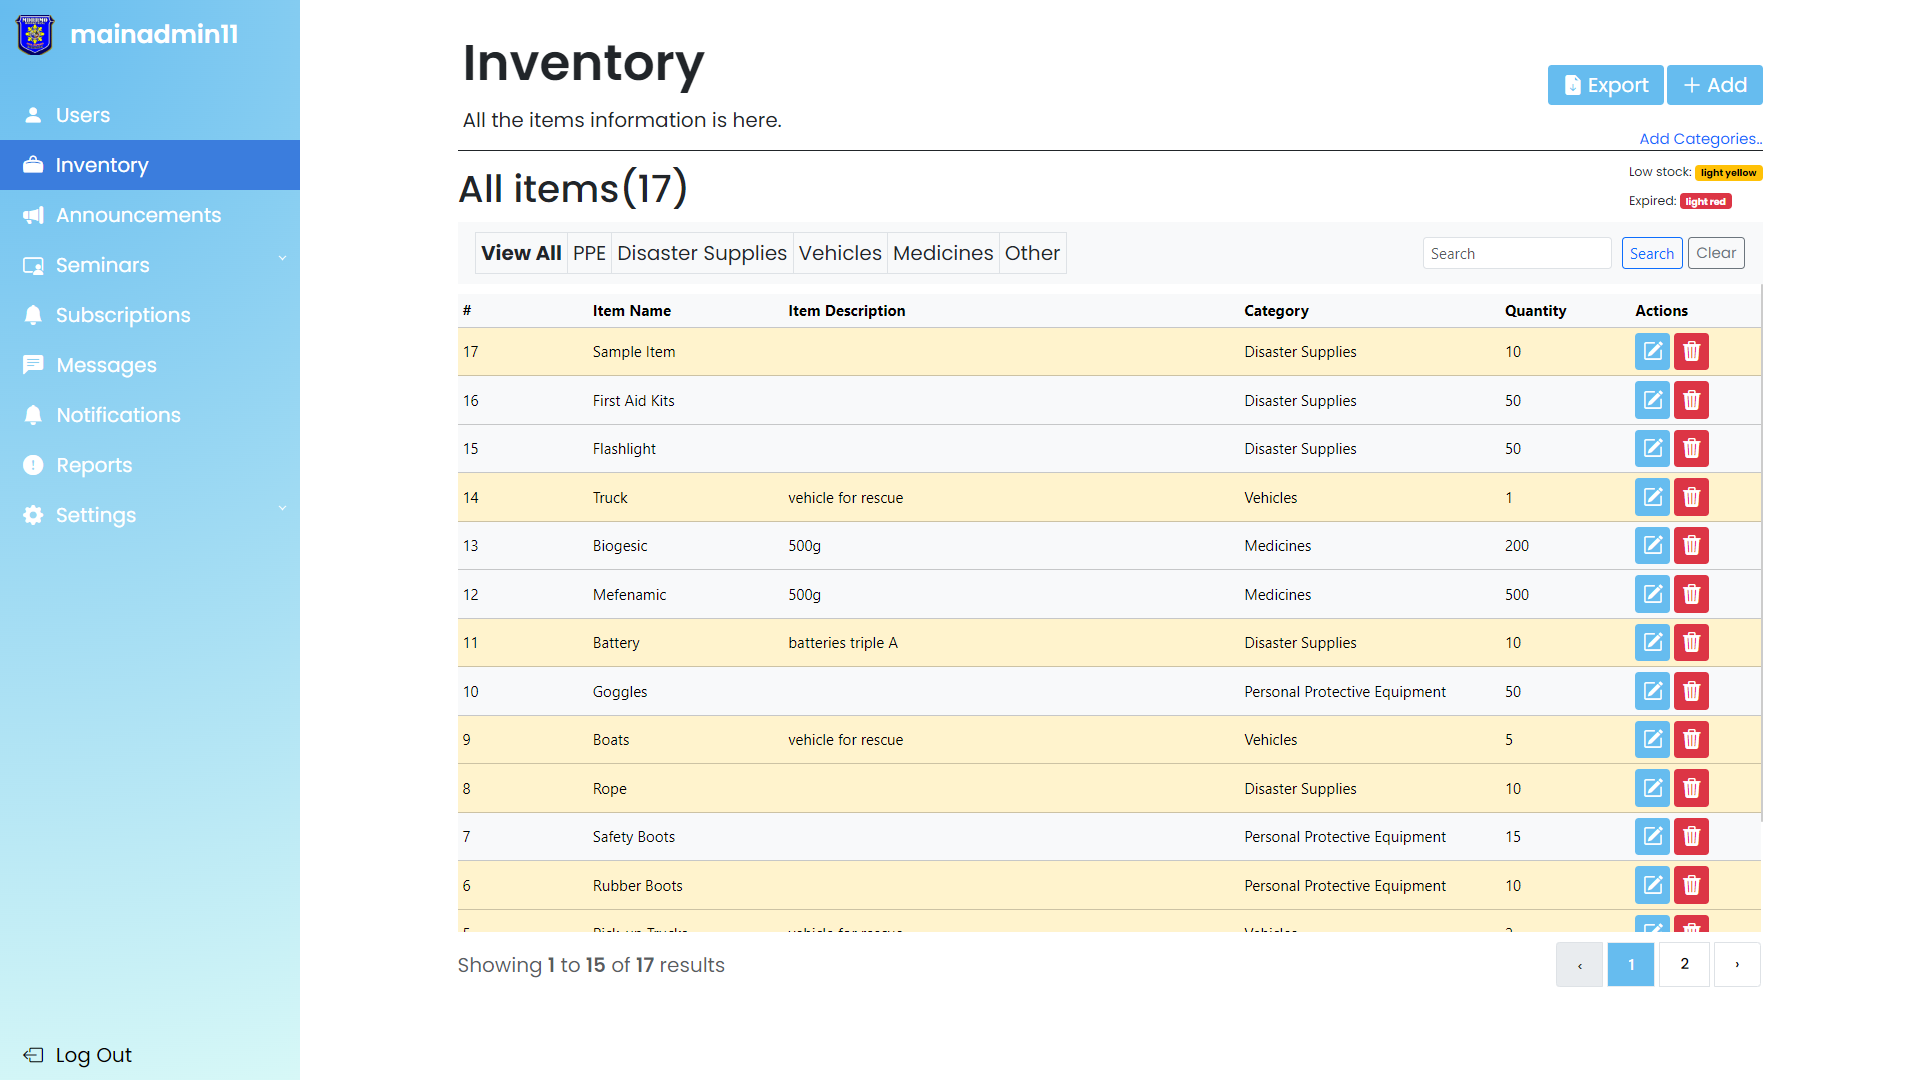 mainadmin11
Users
Inventory
Announcements
Seminars
Subscriptions
Messages
Notifications
Reports
Settings
Log Out
Inventory
All the items information is here.
Export
Add
Add Categories..
All items(17)
Low stock: light yellow
Expired: light red
View All PPE Disaster Supplies Vehicles Medicines Other
Search Search Clear
# Item Name Item Description Category Quantity Actions
17 Sample Item Disaster Supplies 10
16 First Aid Kits Disaster Supplies 50
15 Flashlight Disaster Supplies 50
14 Truck vehicle for rescue Vehicles 1
13 Biogesic 500g Medicines 200
12 Mefenamic 500g Medicines 500
11 Battery batteries triple A Disaster Supplies 10
10 Goggles Personal Protective Equipment 50
9 Boats vehicle for rescue Vehicles 5
8 Rope Disaster Supplies 10
7 Safety Boots Personal Protective Equipment 15
6 Rubber Boots Personal Protective Equipment 10
vehicle for rescue Vehicles
Showing 1 to 15 of 17 results
‹ 1 2 ›